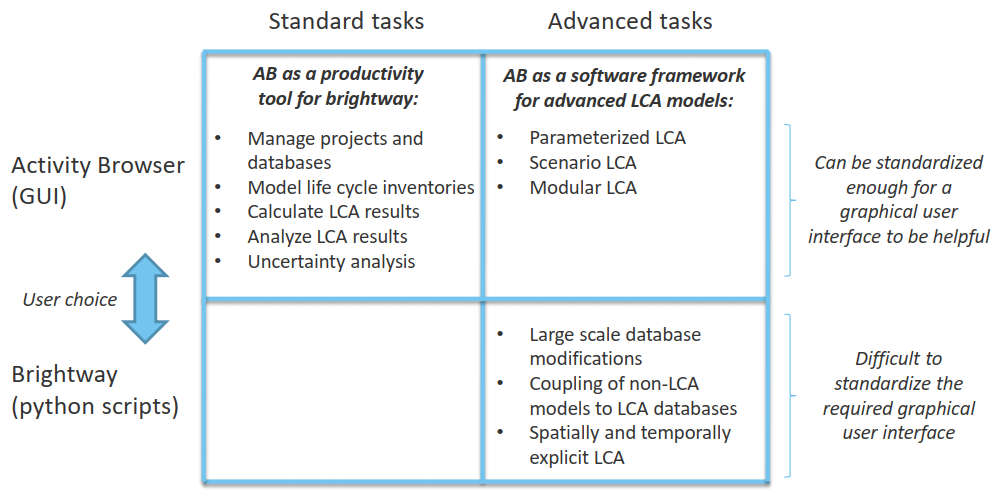 Standard tasks
Advanced tasks
Activity Browser
(GUI)
AB as a productivity
tool for brightway:
• Manage projects and
databases
• Model life cycle inventories
• Calculate LCA results
• Analyze LCA results
• Uncertainty analysis
AB as a software framework
for advanced LCA models:
• Parameterized LCA
• Scenario LCA
• Modular LCA
Can be standardized
enough for a
graphical user
interface to be helpful
User choice
Brightway
(python scripts)
• Large scale database
modifications
• Coupling of non-LCA
models to LCA databases
• Spatially and temporally
explicit LCA
Difficult to
standardize the
required graphical
user interface